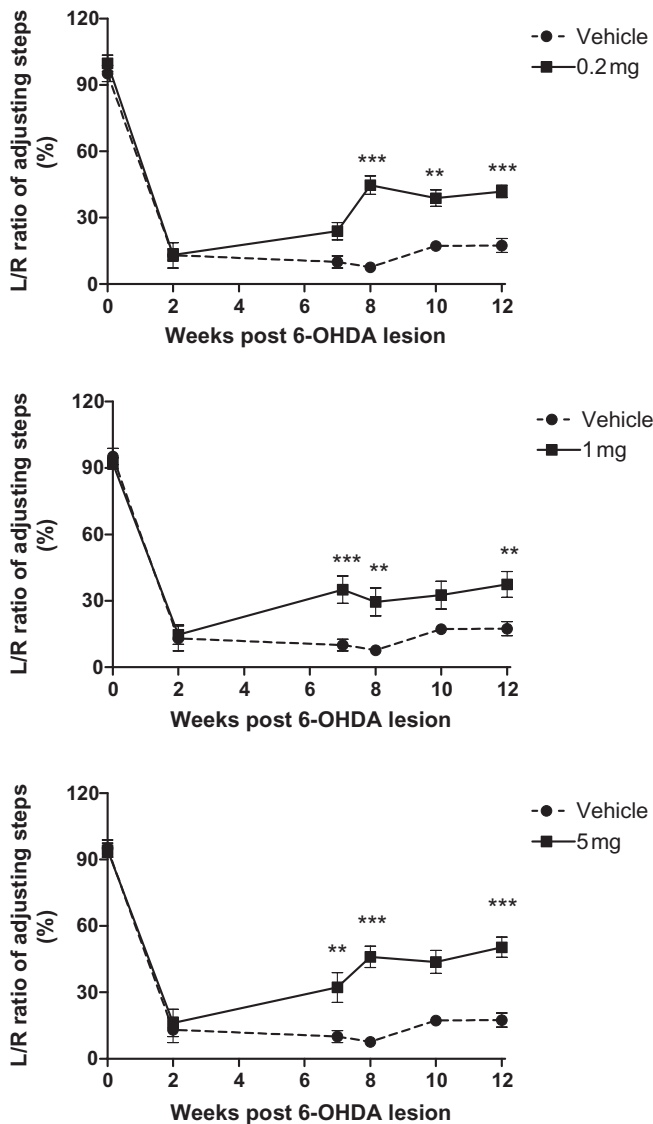 120
90
60
30
0
L/R ratio of adjusting steps
(%)
Vehicle
0.2 mg
*** ** ***
0 2 4 6 8 10 12
Weeks post 6-OHDA lesion
120
90
60
30
0
L/R ratio of adjusting steps
(%)
Vehicle
1 mg
*** ** **
0 2 4 6 8 10 12
Weeks post 6-OHDA lesion
120
90
60
30
0
L/R ratio of adjusting steps
(%)
Vehicle
5 mg
** *** ***
0 2 4 6 8 10 12
Weeks post 6-OHDA lesion